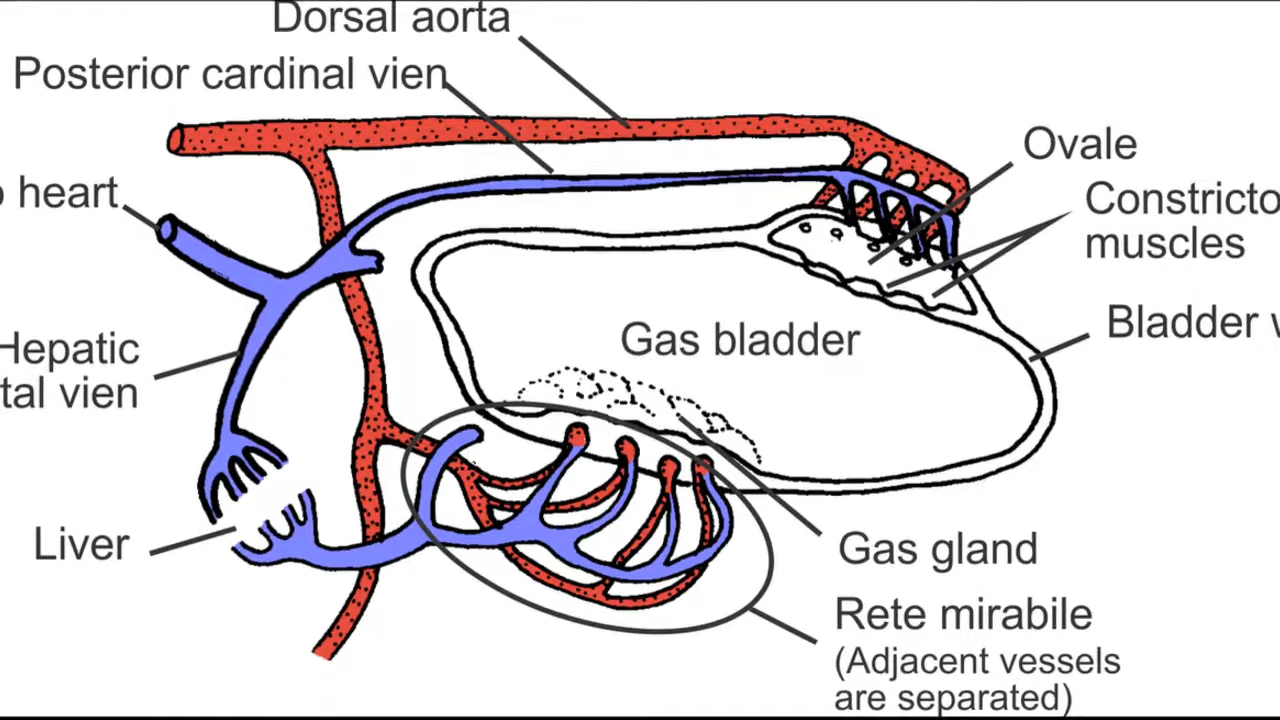 Dorsal aorta
Posterior cardinal vien
heart
Ovale
Constricto
muscles
Bladder
Hepatic
tal vien
Gas bladder
Liver
Gas gland
Rete mirabile
(Adjacent vessels
are separated)